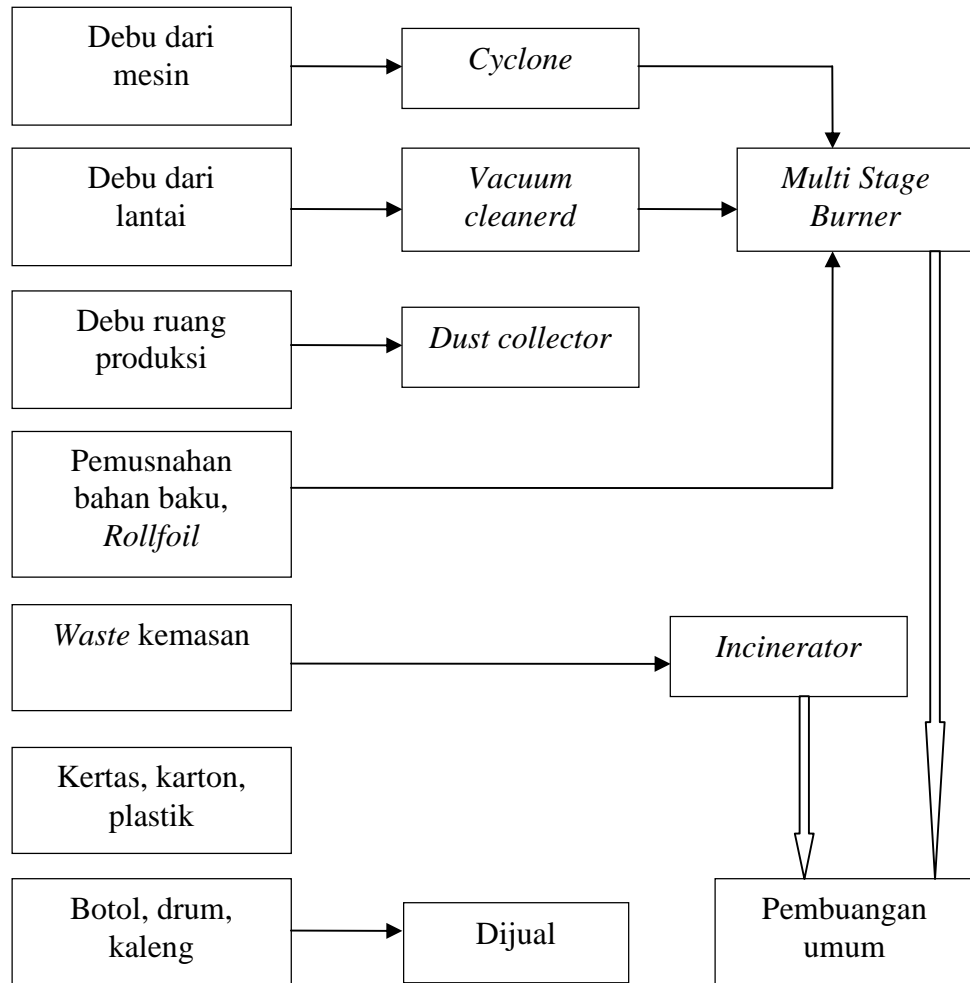 Debu dari
mesin
Cyclone
Debu dari
lantai
Vacuum
cleanerd
Multi Stage
Burner
Debu ruang
produksi
Dust collector
Pemusnahan
bahan baku,
Rollfoil
Waste kemasan
Incinerator
Kertas, karton,
plastik
Botol, drum,
kaleng
Dijual
Pembuangan
umum